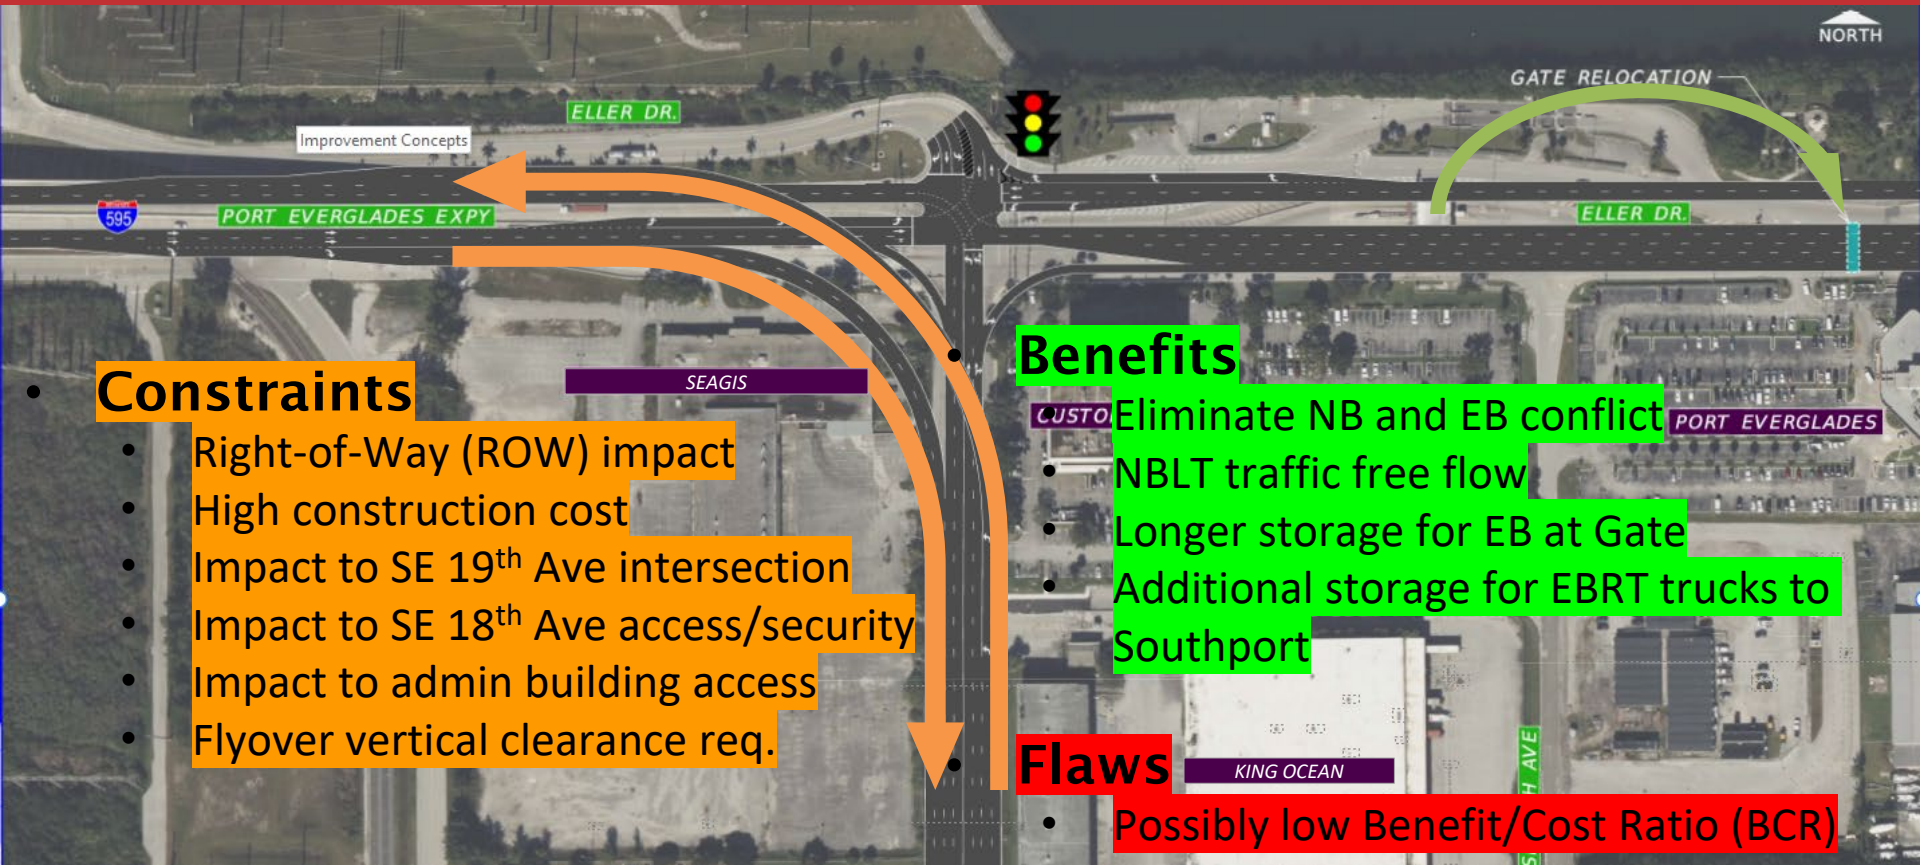 NORTH
GATE RELOCATION
ELLER DR.
Improvement Concepts
595
PORT EVERGLADES EXPY
ELLER DR.
• Constraints
• Right-of-Way (ROW) impact
• High construction cost
• Impact to SE 19th Ave intersection
• Impact to SE 18th Ave access/security
• Impact to admin building access
• Flyover vertical clearance req.
SEAGIS
• Benefits
CUSTO
• Eliminate NB and EB conflict
PORT EVERGLADES
• NBLT traffic free flow
• Longer storage for EB at Gate
• Additional storage for EBRT trucks to
Southport
• Flaws
KING OCEAN
• Possibly low Benefit/Cost Ratio (BCR)
AVE